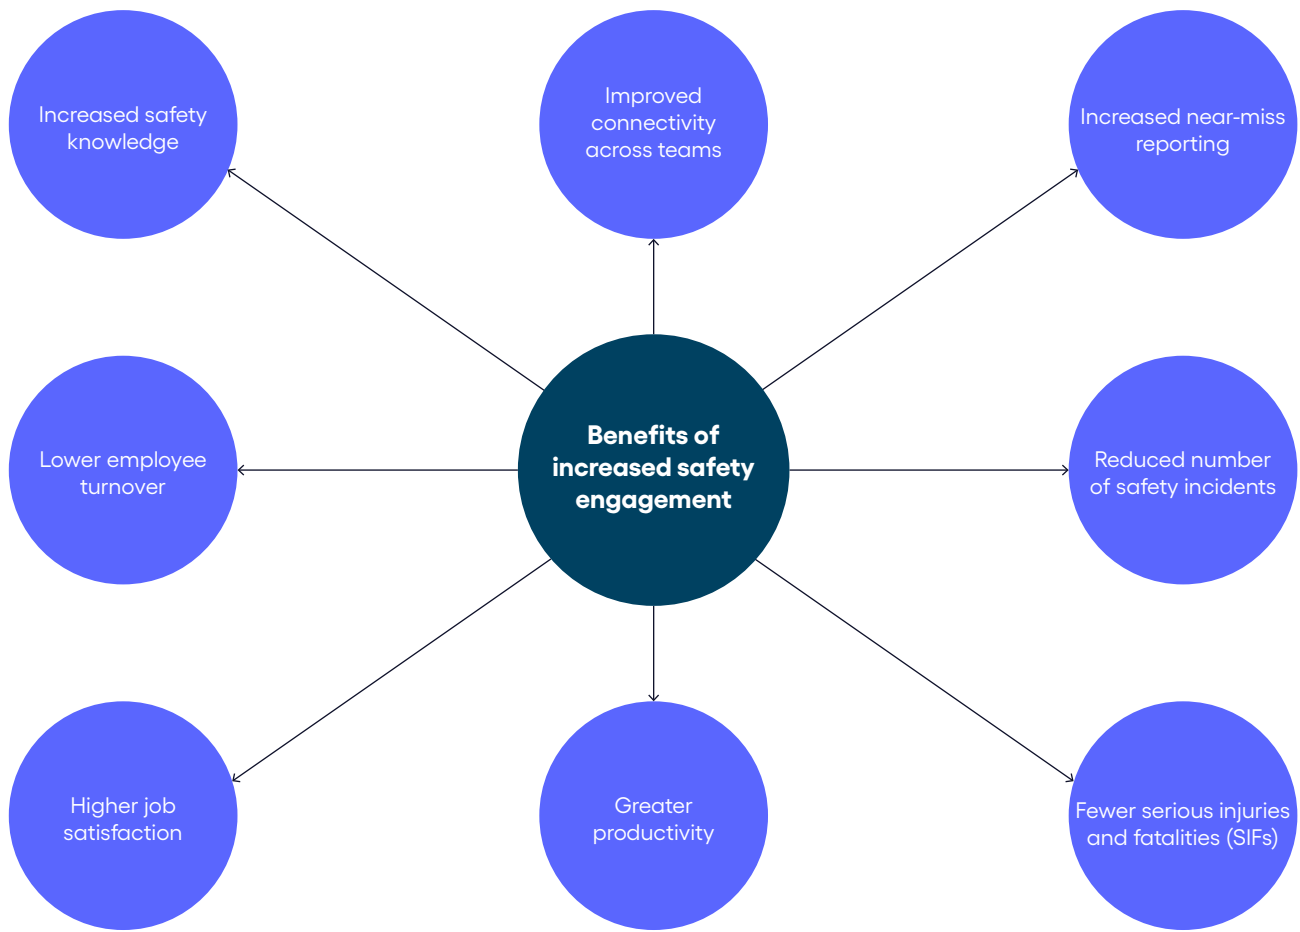 Increased safety
knowledge
Improved
connectivity
across teams
Increased near-miss
reporting
Lower employee
turnover
Benefits of
increased safety
engagement
Reduced number
of safety incidents
Higher job
satisfaction
Greater
productivity
Fewer serious injuries
and fatalities (SIFs)